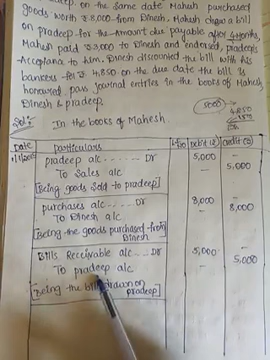 on the same date Mahesh purchased
goods worth ₹ 8,000 from Dinesh. Mahesh drew a bill
on pradeep for the amount due payable after 4 months,
Mahesh paid ₹ 3000 to Dinesh and endorsed pradeep's
Acceptance to him. Dinesh discounted the bill with his
bankers for ₹ 4,850 on the due date the bill is
honoured. pass journal entries in the books of Mahesh,
Dinesh & pradeep.
5000
4850
150
Sol:-
In the books of Mahesh.
Date Particulars Debit (₹) Credit (₹)
pradeep a/c ------ Dr 5,000 -
To Sales a/c - 5,000
[Being goods sold to pradeep]
purchases a/c ----- Dr 8,000 -
To Dinesh a/c - 8,000
[Being the goods purchased from
Dinesh]
Bills Receivable a/c --- Dr 5,000 -
To pradeep a/c - 5,000
[Being the bill drawn on
pradeep]